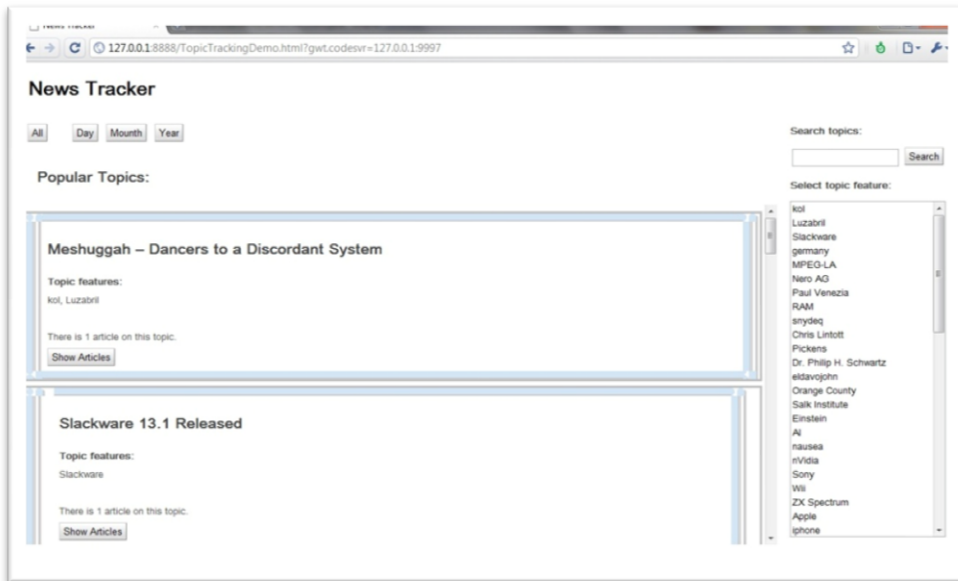 News Tracker
127.0.0.1:8888/TopicTrackingDemo.html?gwt.codesvr=127.0.0.1:9997
News Tracker
All Day Mounth Year
Popular Topics:
Meshuggah – Dancers to a Discordant System
Topic features:
kol, Luzabril
There is 1 article on this topic.
Show Articles
Slackware 13.1 Released
Topic features:
Slackware
There is 1 article on this topic.
Show Articles
Search topics:
Search
Select topic feature:
kol
Luzabril
Slackware
germany
MPEG-LA
Nero AG
Paul Venezia
RAM
snydeq
Chris Lintott
Pickens
Dr. Philip H. Schwartz
eldavojohn
Orange County
Salk Institute
Einstein
AI
nausea
nVidia
Sony
Wii
ZX Spectrum
Apple
iphone